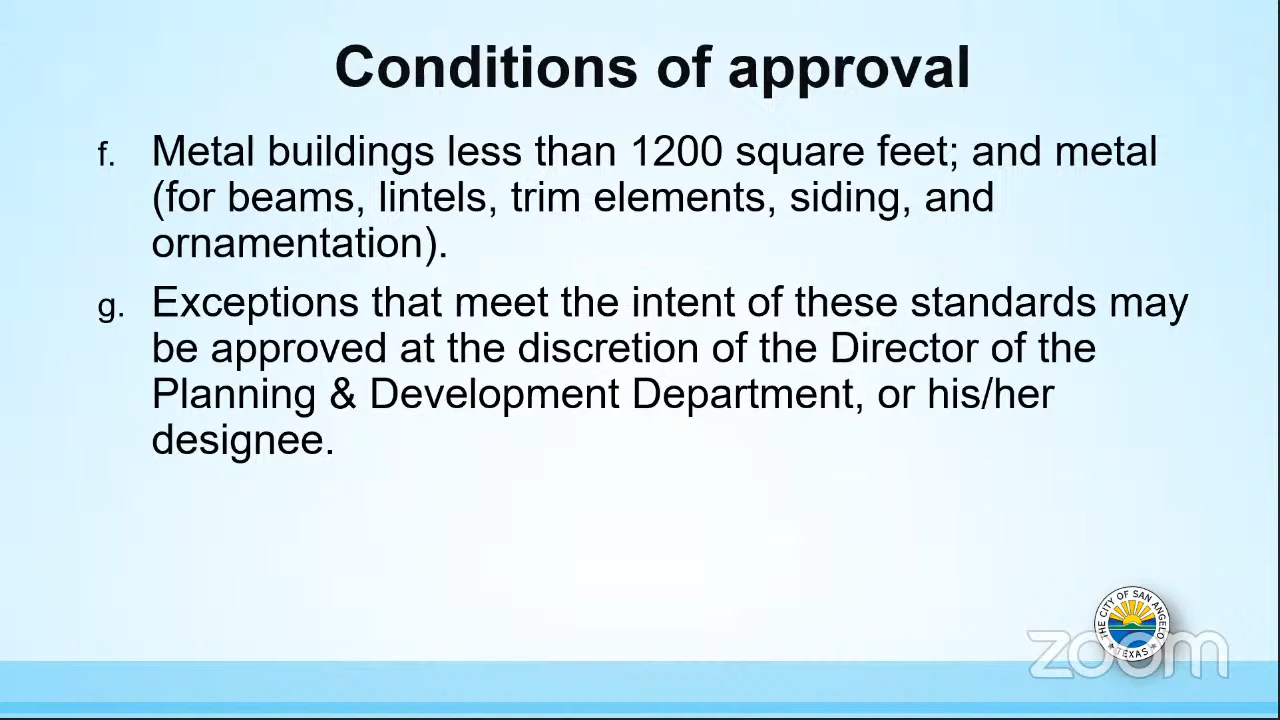 Conditions of approval
f. Metal buildings less than 1200 square feet; and metal
(for beams, lintels, trim elements, siding, and
ornamentation).
g. Exceptions that meet the intent of these standards may
be approved at the discretion of the Director of the
Planning & Development Department, or his/her
designee.
THE CITY OF SAN ANGELO
TEXAS
zoom